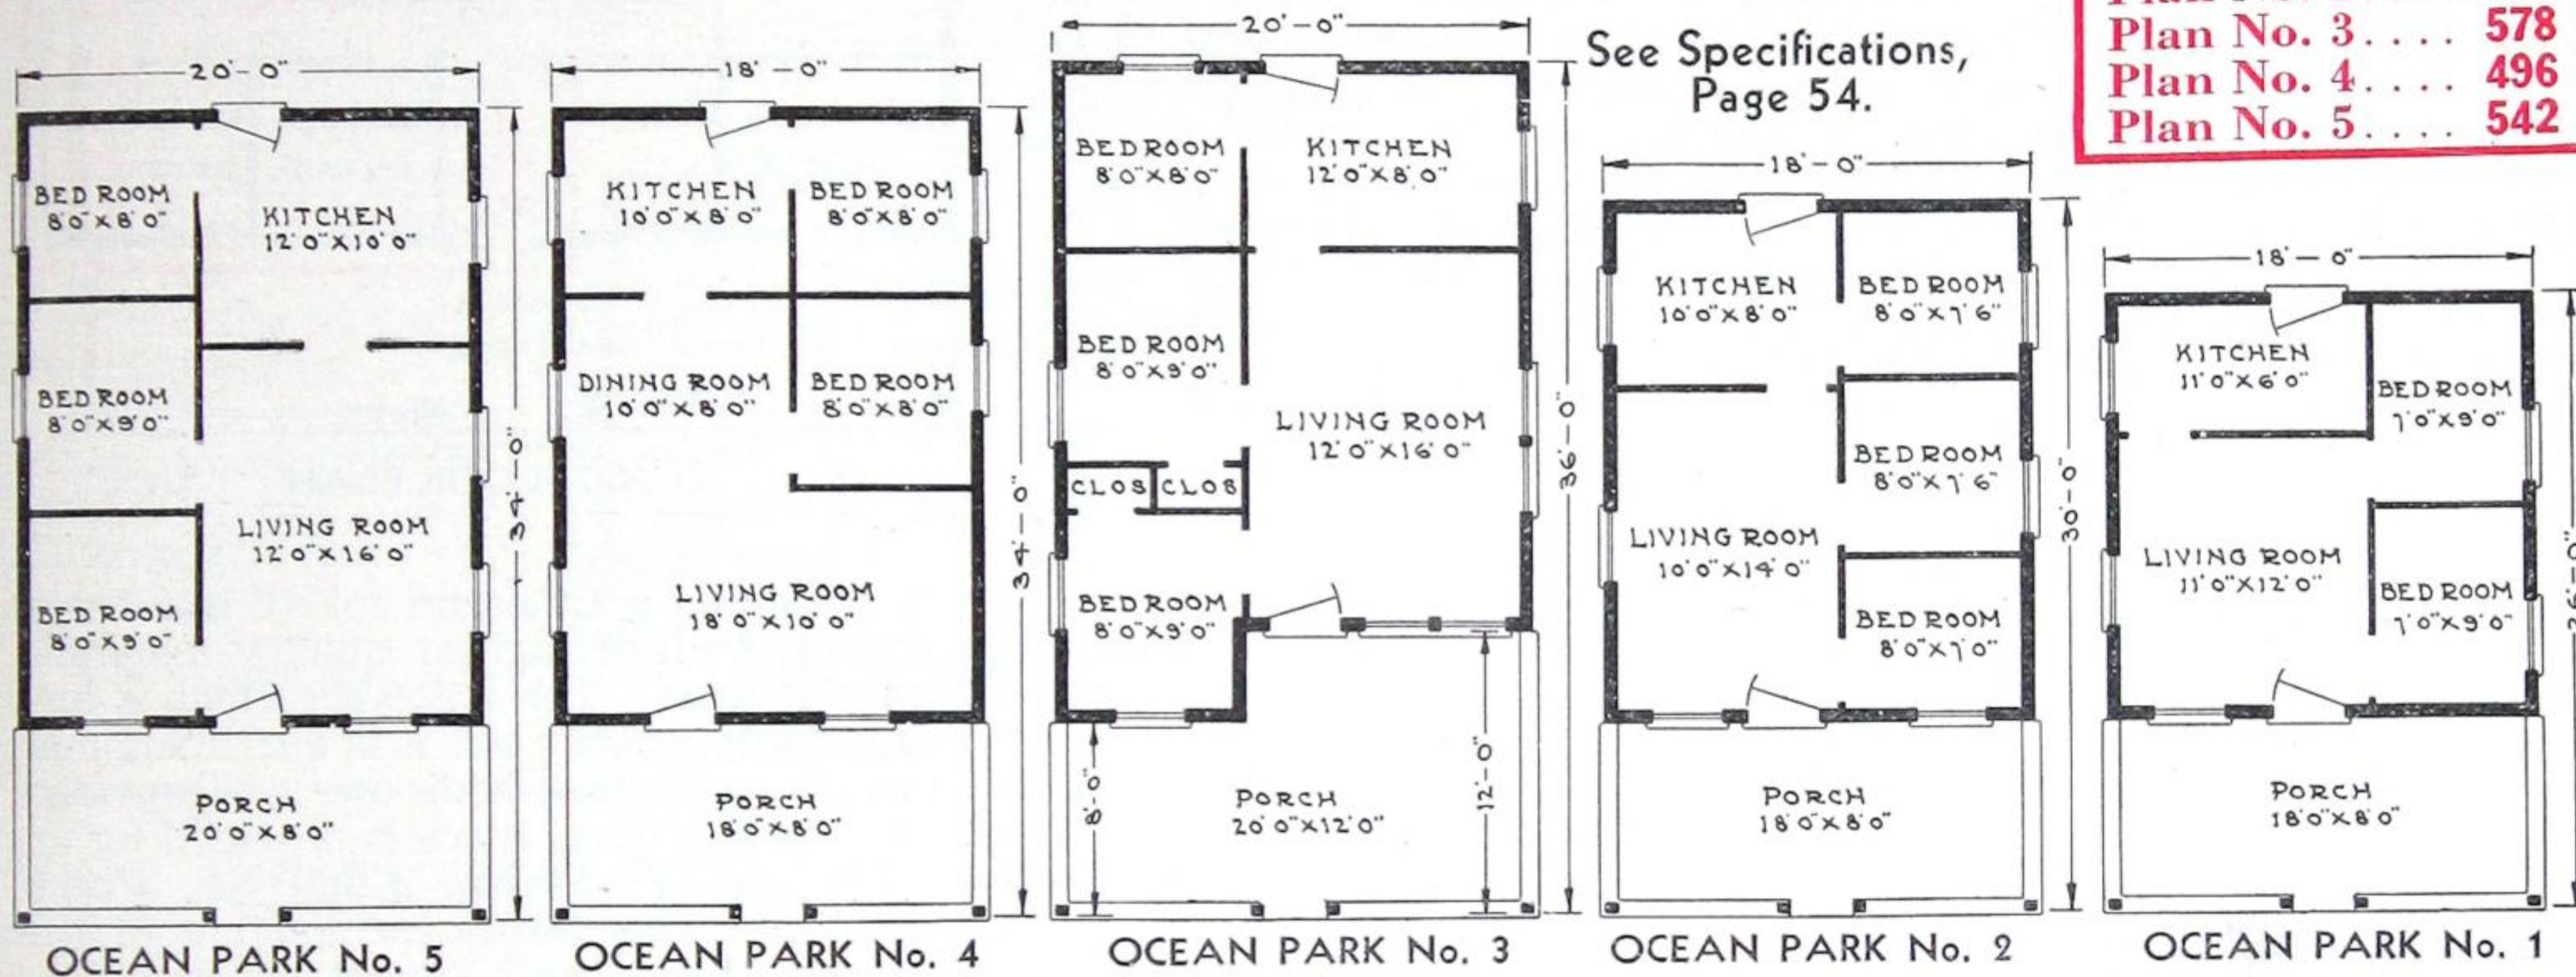 Plan No. 3.... 578
Plan No. 4.... 496
Plan No. 5.... 542
See Specifications,
Page 54.
20'-0"
BED ROOM
8'0"X8'0"
KITCHEN
12'0"X10'0"
BED ROOM
8'0"X9'0"
LIVING ROOM
12'0"X16'0"
BED ROOM
8'0"X9'0"
34'-0"
PORCH
20'0"X8'0"
OCEAN PARK No. 5
18'-0"
KITCHEN
10'0"X8'0"
BED ROOM
8'0"X8'0"
DINING ROOM
10'0"X8'0"
BED ROOM
8'0"X8'0"
LIVING ROOM
18'0"X10'0"
34'-0"
PORCH
18'0"X8'0"
OCEAN PARK No. 4
20'-0"
BED ROOM
8'0"X8'0"
KITCHEN
12'0"X8'0"
BED ROOM
8'0"X9'0"
LIVING ROOM
12'0"X16'0"
CLOS CLOS
BED ROOM
8'0"X9'0"
36'-0"
8'-0"
12'-0"
PORCH
20'0"X12'0"
OCEAN PARK No. 3
18'-0"
KITCHEN
10'0"X8'0"
BED ROOM
8'0"X7'6"
BED ROOM
8'0"X7'6"
LIVING ROOM
10'0"X14'0"
BED ROOM
8'0"X7'0"
30'-0"
PORCH
18'0"X8'0"
OCEAN PARK No. 2
18'-0"
KITCHEN
11'0"X6'0"
BED ROOM
7'0"X9'0"
LIVING ROOM
11'0"X12'0"
BED ROOM
7'0"X9'0"
PORCH
18'0"X8'0"
OCEAN PARK No. 1